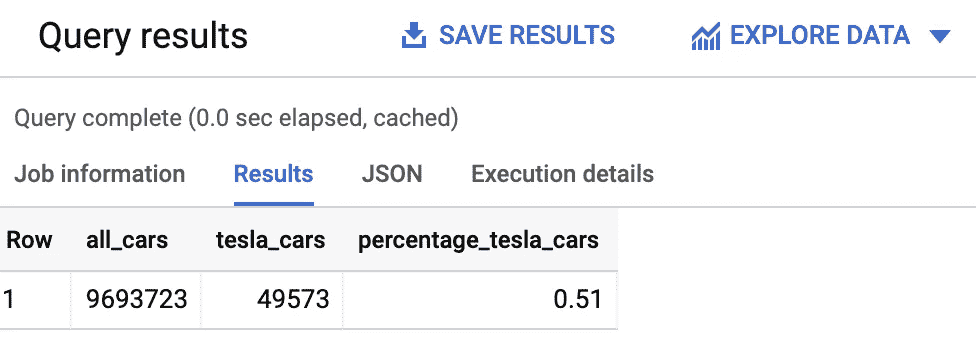 Query results SAVE RESULTS EXPLORE DATA
Query complete (0.0 sec elapsed, cached)
Job information Results JSON Execution details
Row all_cars tesla_cars percentage_tesla_cars
1 9693723 49573 0.51